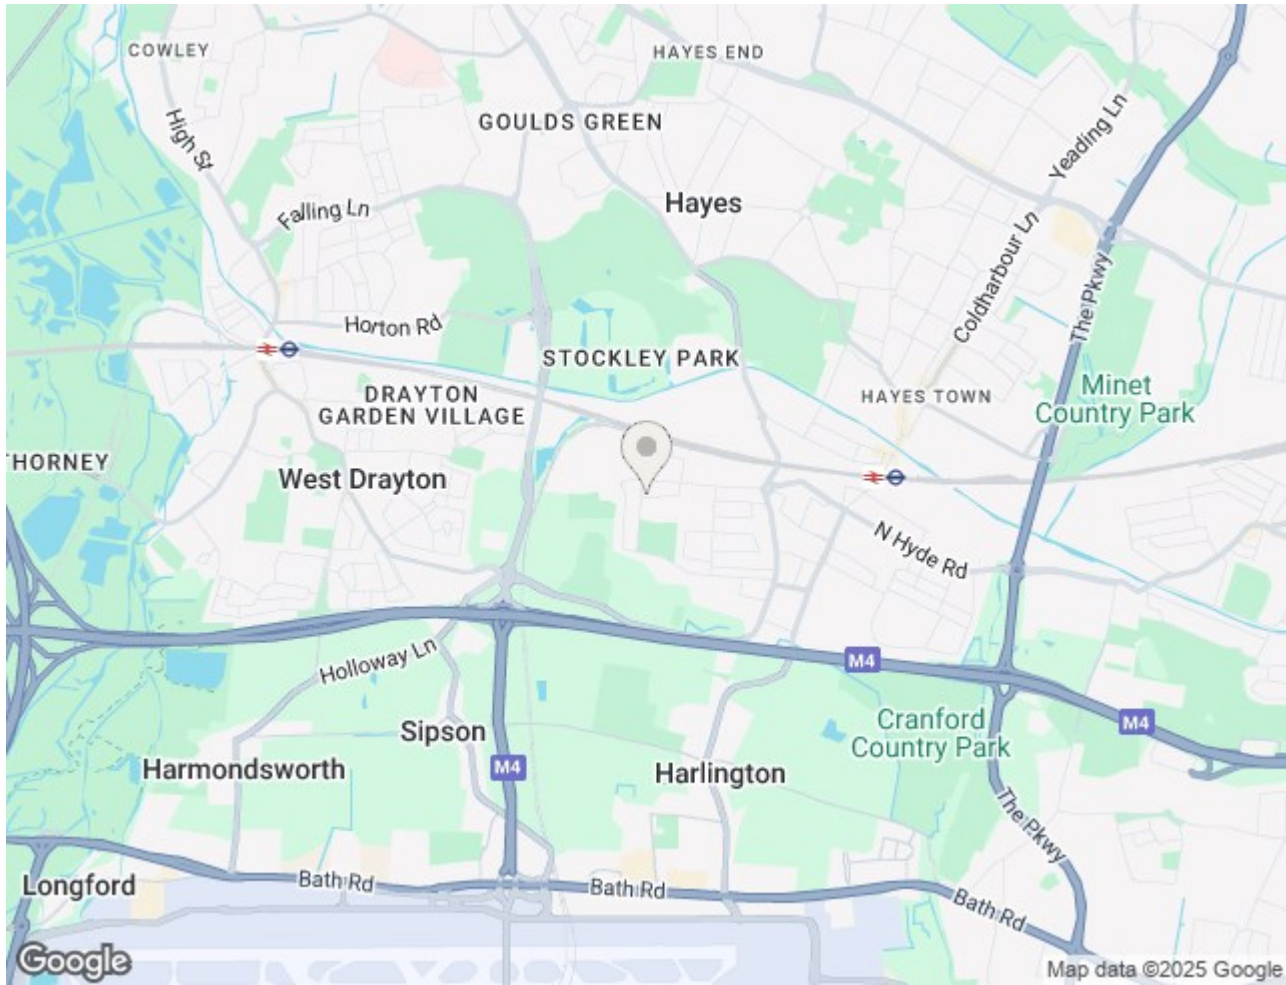 COWLEY
HAYES END
High St
GOULDS GREEN
Yeading Ln
Hayes
Falling Ln
Coldharbour Ln
The Pkwy
Horton Rd
STOCKLEY PARK
DRAYTON
GARDEN VILLAGE
HAYES TOWN
Minet
Country Park
THORNEY
West Drayton
N Hyde Rd
Holloway Ln
M4
Sipson
Cranford
Country Park
M4
Harmondsworth
M4
Harlington
The Pkwy
Longford
Bath Rd
Bath Rd
Bath Rd
Google
Map data ©2025 Google